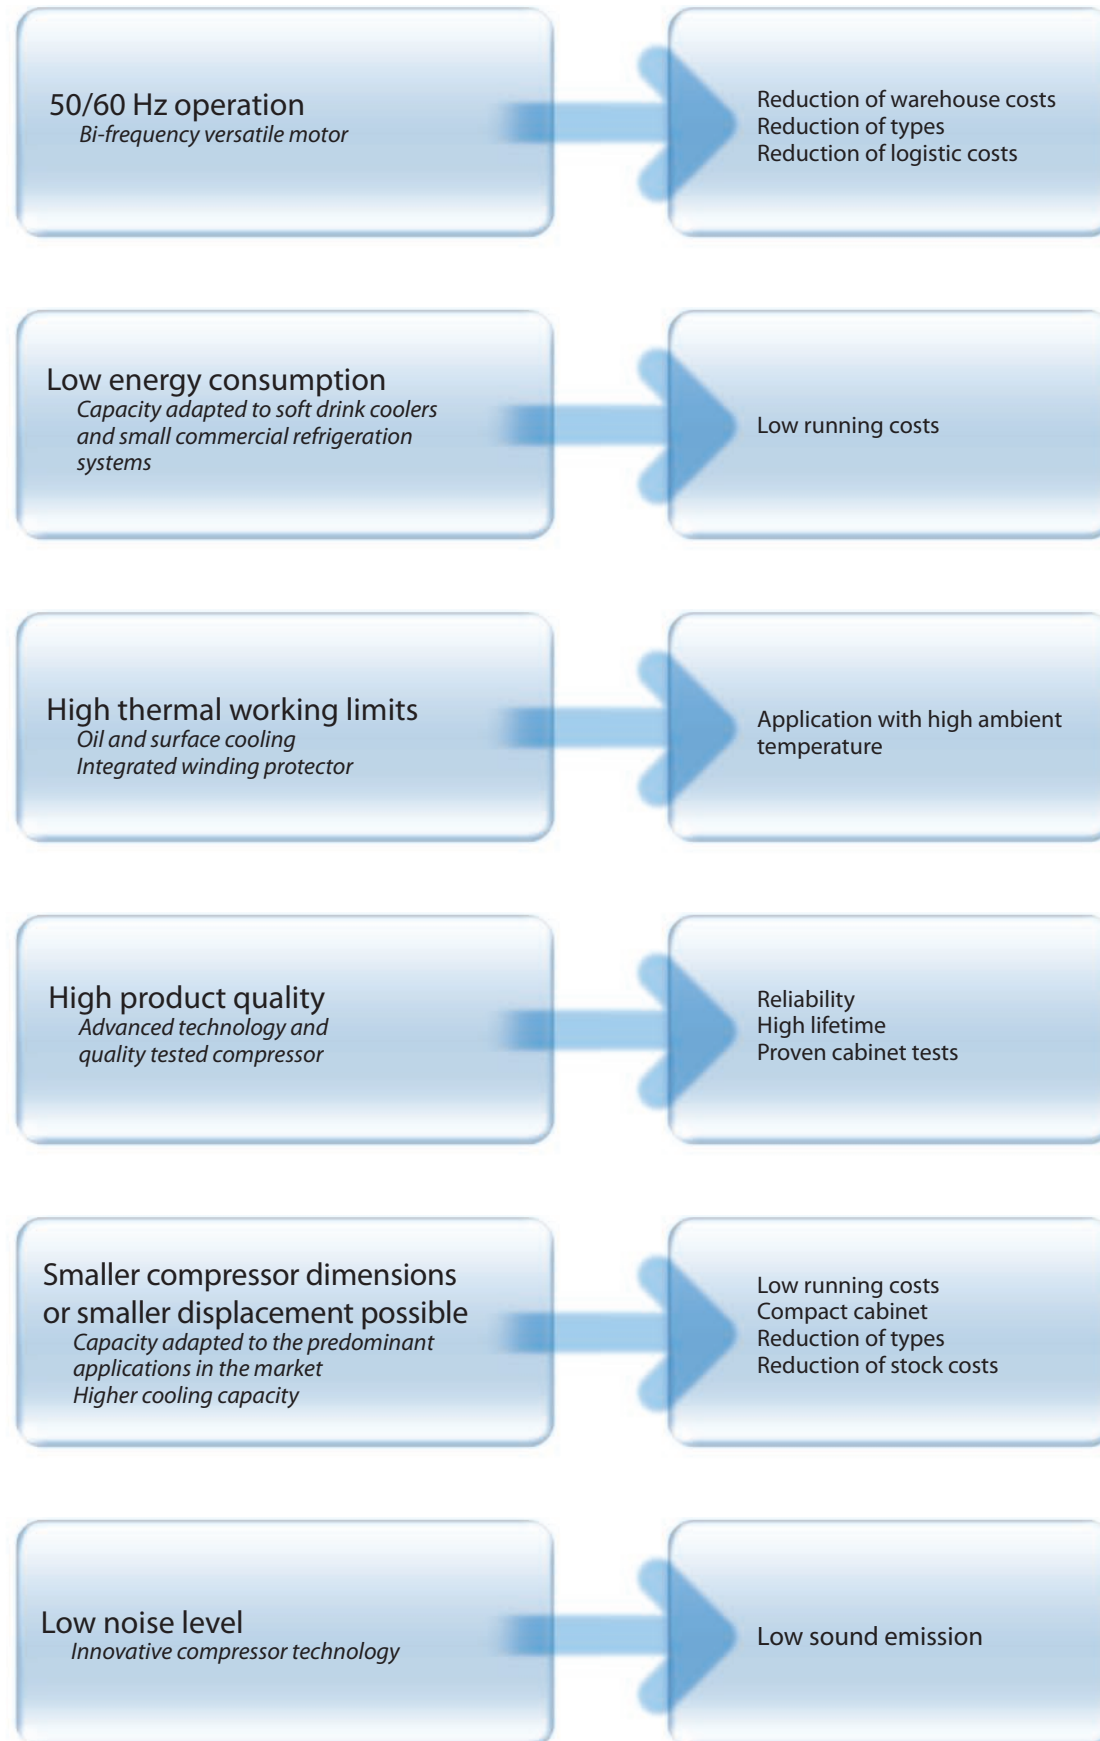 50/60 Hz operation
Bi-frequency versatile motor
Reduction of warehouse costs
Reduction of types
Reduction of logistic costs
Low energy consumption
Capacity adapted to soft drink coolers
and small commercial refrigeration
systems
Low running costs
High thermal working limits
Oil and surface cooling
Integrated winding protector
Application with high ambient
temperature
High product quality
Advanced technology and
quality tested compressor
Reliability
High lifetime
Proven cabinet tests
Smaller compressor dimensions
or smaller displacement possible
Capacity adapted to the predominant
applications in the market
Higher cooling capacity
Low running costs
Compact cabinet
Reduction of types
Reduction of stock costs
Low noise level
Innovative compressor technology
Low sound emission